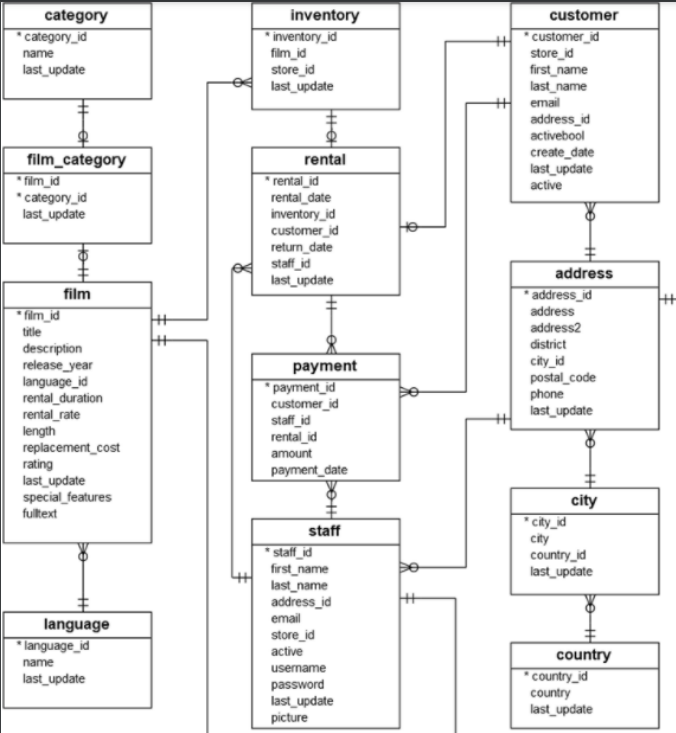 category
* category_id
name
last_update
film_category
* film_id
* category_id
last_update
film
* film_id
title
description
release_year
language_id
rental_duration
rental_rate
length
replacement_cost
rating
last_update
special_features
fulltext
language
* language_id
name
last_update
inventory
* inventory_id
film_id
store_id
last_update
rental
* rental_id
rental_date
inventory_id
customer_id
return_date
staff_id
last_update
payment
* payment_id
customer_id
staff_id
rental_id
amount
payment_date
staff
* staff_id
first_name
last_name
address_id
email
store_id
active
username
password
last_update
picture
customer
* customer_id
store_id
first_name
last_name
email
address_id
activebool
create_date
last_update
active
address
* address_id
address
address2
district
city_id
postal_code
phone
last_update
city
* city_id
city
country_id
last_update
country
* country_id
country
last_update